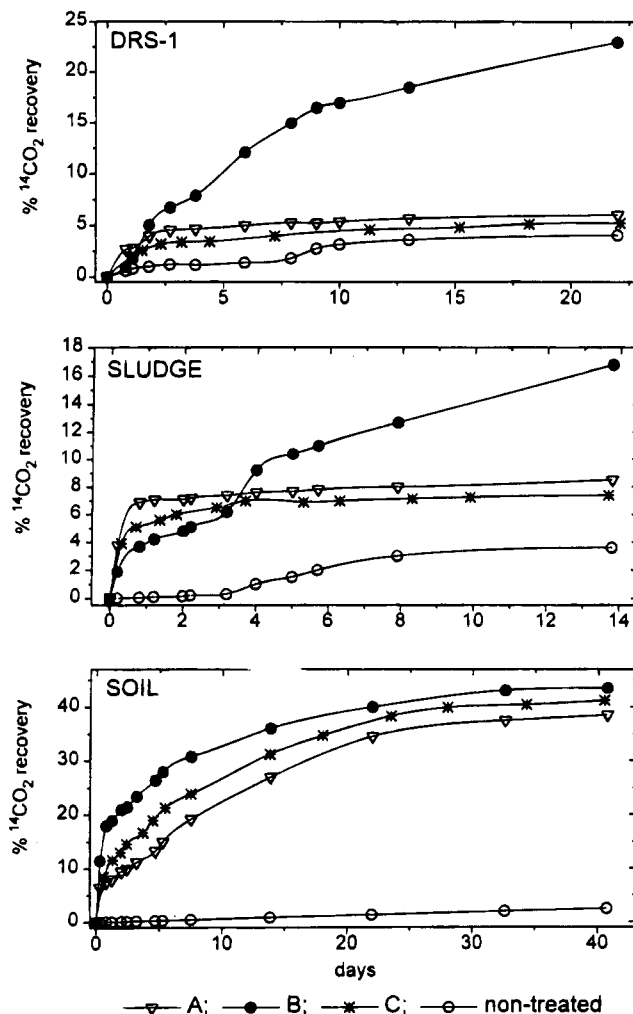 DRS-1
% ¹⁴CO₂ recovery
25
20
15
10
5
0
0 5 10 15 20
SLUDGE
% ¹⁴CO₂ recovery
18
16
14
12
10
8
6
4
2
0
0 2 4 6 8 10 12 14
SOIL
% ¹⁴CO₂ recovery
40
30
20
10
0
0 10 20 30 40
days
A; B; C; non-treated